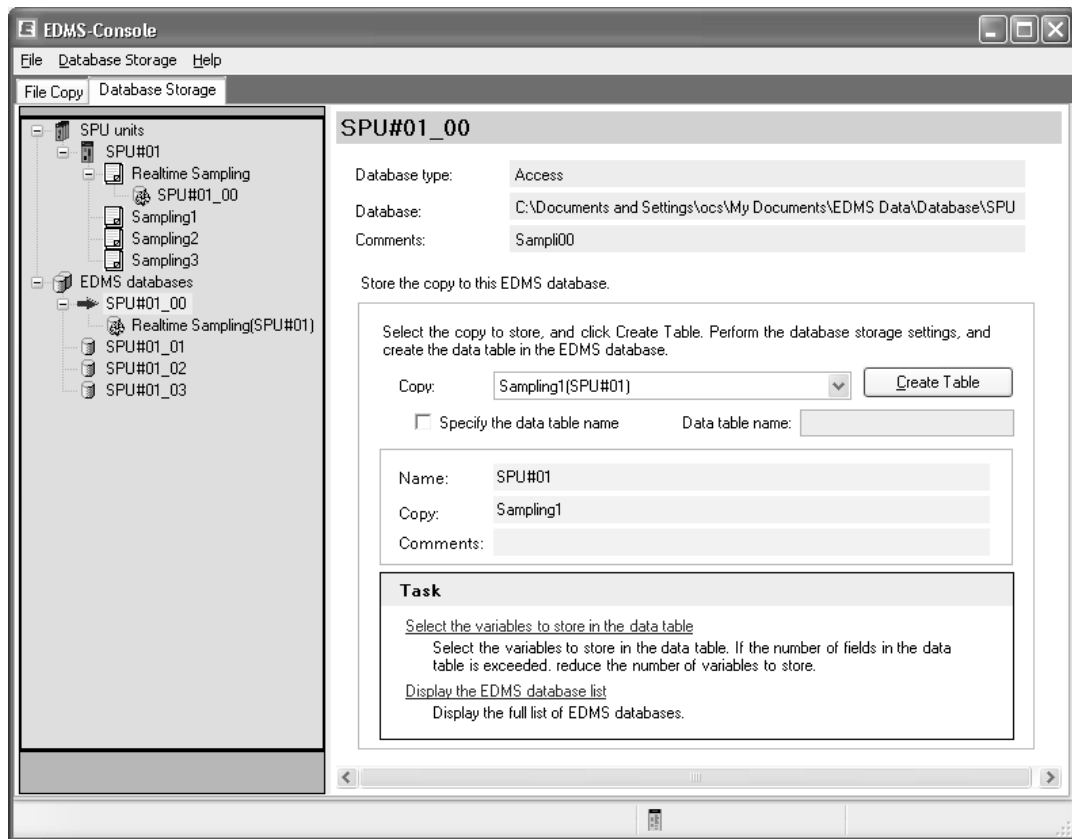 EDMS-Console
File Database Storage Help
File Copy Database Storage
SPU units
SPU#01
Realtime Sampling
SPU#01_00
Sampling1
Sampling2
Sampling3
EDMS databases
SPU#01_00
Realtime Sampling(SPU#01)
SPU#01_01
SPU#01_02
SPU#01_03
SPU#01_00
Database type: Access
Database: C:\Documents and Settings\ocs\My Documents\EDMS Data\Database\SPU
Comments: Sampli00
Store the copy to this EDMS database.
Select the copy to store, and click Create Table. Perform the database storage settings, and
create the data table in the EDMS database.
Copy: Sampling1(SPU#01) Create Table
Specify the data table name Data table name:
Name: SPU#01
Copy: Sampling1
Comments:
Task
Select the variables to store in the data table
Select the variables to store in the data table. If the number of fields in the data
table is exceeded. reduce the number of variables to store.
Display the EDMS database list
Display the full list of EDMS databases.